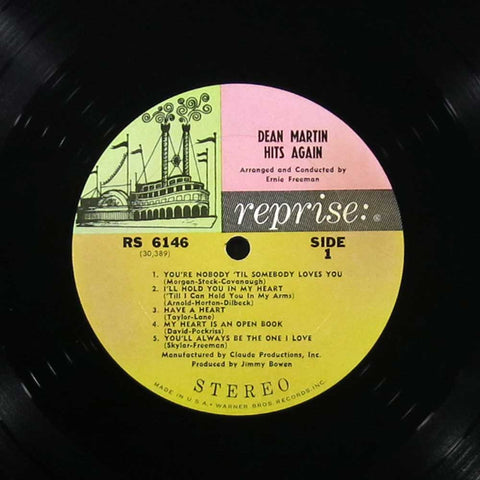 DEAN MARTIN
HITS AGAIN
Arranged and Conducted by
Ernie Freeman
reprise:
RS 6146
(30,389)
SIDE
1
1. YOU'RE NOBODY 'TIL SOMEBODY LOVES YOU
(Morgan-Stock-Cavanaugh)
2. I'LL HOLD YOU IN MY HEART
('Till I Can Hold You In My Arms)
(Arnold-Horton-Dilbeck)
3. HAVE A HEART
(Taylor-Lane)
4. MY HEART IS AN OPEN BOOK
(David-Pockriss)
5. YOU'LL ALWAYS BE THE ONE I LOVE
(Skylar-Freeman)
Manufactured by Claude Productions, Inc.
Produced by Jimmy Bowen
STEREO
MADE IN U.S.A. • WARNER BROS. RECORDS, INC.